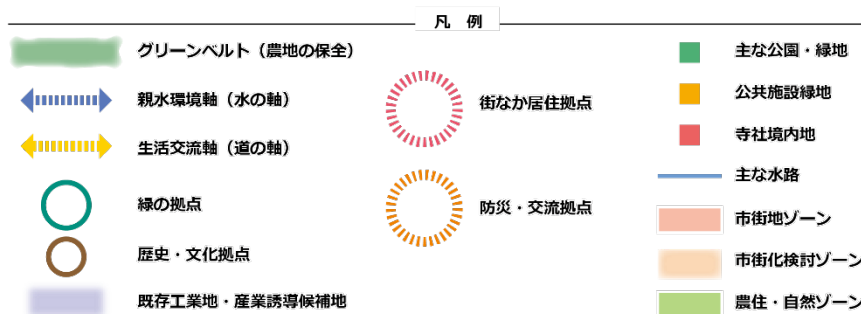 凡 例
グリーンベルト（農地の保全）
親水環境軸（水の軸）
生活交流軸（道の軸）
緑の拠点
歴史・文化拠点
既存工業地・産業誘導候補地
街なか居住拠点
防災・交流拠点
主な公園・緑地
公共施設緑地
寺社境内地
主な水路
市街地ゾーン
市街化検討ゾーン
農住・自然ゾーン